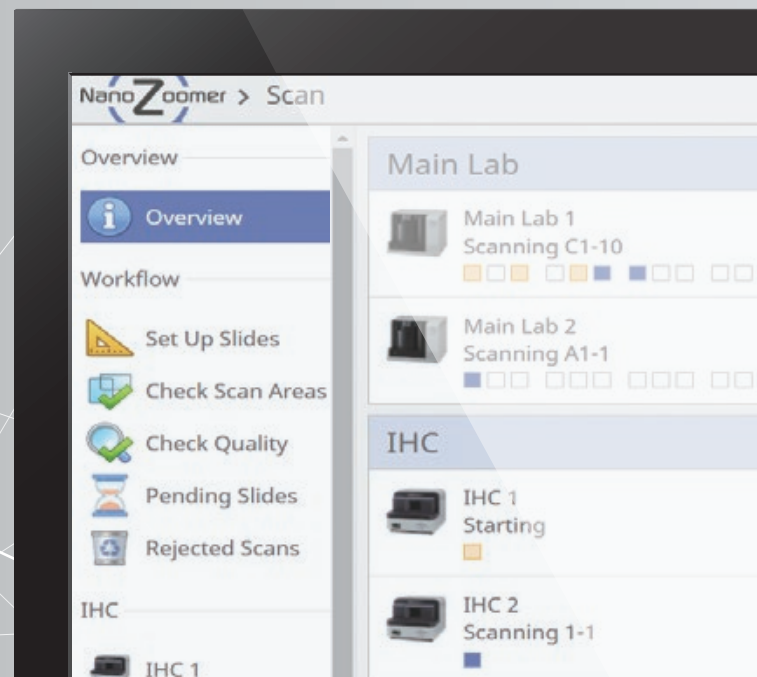 NanoZoomer > Scan
Overview
Overview
Workflow
Set Up Slides
Check Scan Areas
Check Quality
Pending Slides
Rejected Scans
IHC
IHC 1
Main Lab
Main Lab 1
Scanning C1-10
Main Lab 2
Scanning A1-1
IHC
IHC 1
Starting
IHC 2
Scanning 1-1